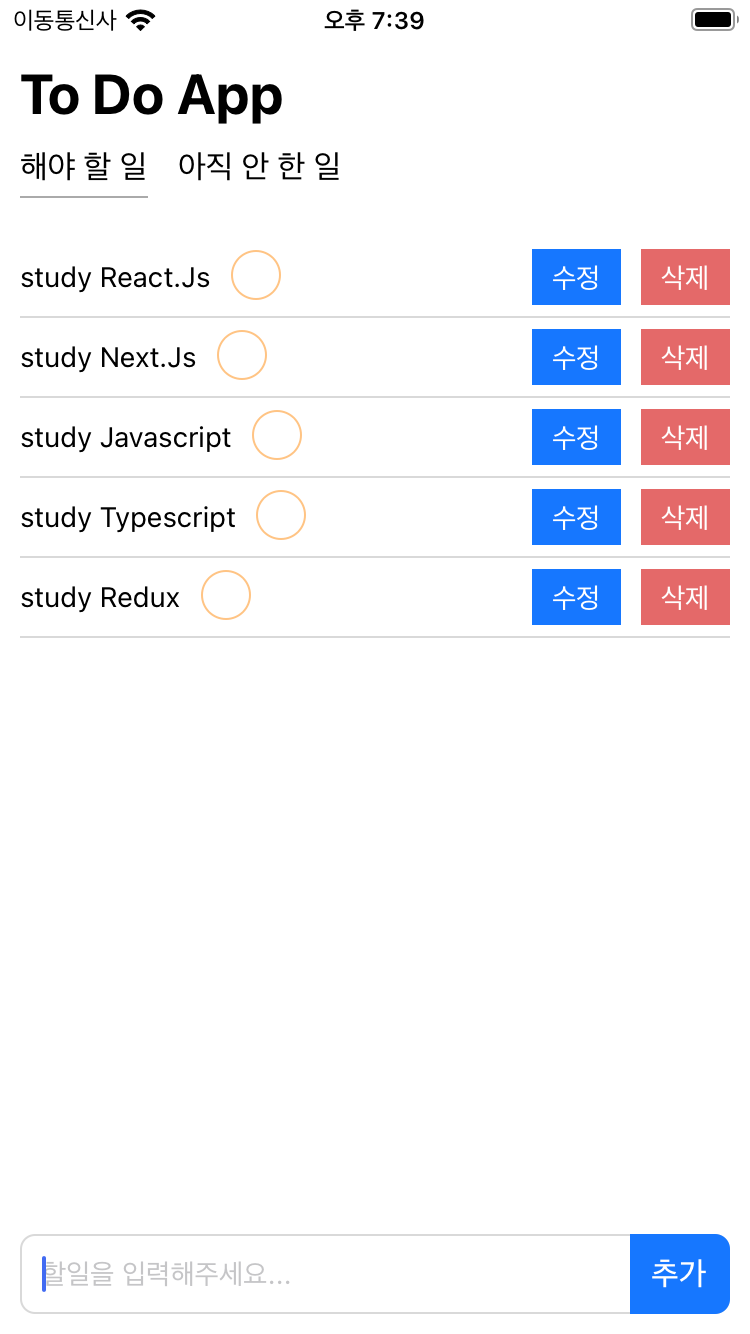 이동통신사 오후 7:39
To Do App
해야 할 일 아직 안 한 일
study React.Js 수정 삭제
study Next.Js 수정 삭제
study Javascript 수정 삭제
study Typescript 수정 삭제
study Redux 수정 삭제
할일을 입력해주세요... 추가